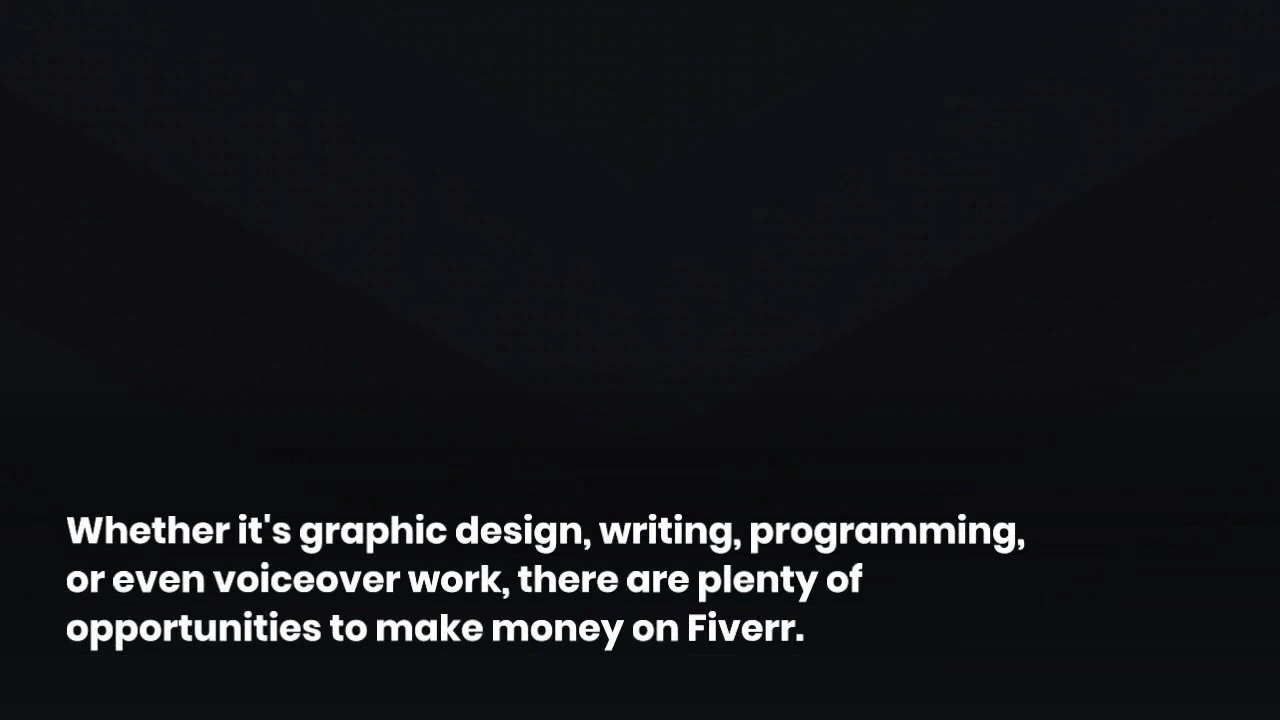 Whether it's graphic design, writing, programming,
or even voiceover work, there are plenty of
opportunities to make money on Fiverr.